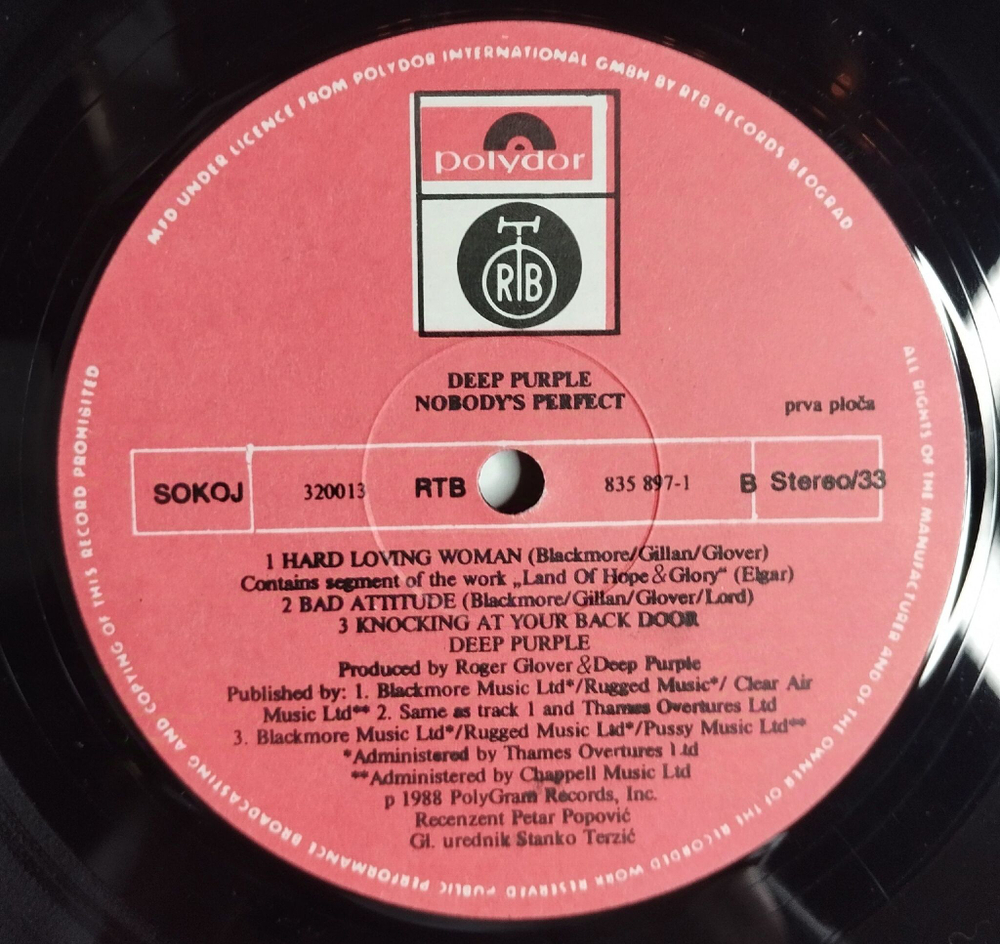 MFD UNDER LICENCE FROM POLYDOR INTERNATIONAL GMBH BY RTB RECORDS BEOGRAD
polydor
RTB
DEEP PURPLE
NOBODY'S PERFECT
prva ploča
SOKOJ 320013 RTB 835 897-1 B Stereo/33
1 HARD LOVING WOMAN (Blackmore/Gillan/Glover)
Contains segment of the work „Land Of Hope & Glory“ (Elgar)
2 BAD ATTITUDE (Blackmore/Gillan/Glover/Lord)
3 KNOCKING AT YOUR BACK DOOR
DEEP PURPLE
Produced by Roger Glover & Deep Purple
Published by: 1. Blackmore Music Ltd*/Rugged Music*/ Clear Air
Music Ltd** 2. Same as track 1 and Thames Overtures Ltd
3. Blackmore Music Ltd*/Rugged Music Ltd*/Pussy Music Ltd**
*Administered by Thames Overtures Ltd
**Administered by Chappell Music Ltd
p 1988 PolyGram Records, Inc.
Recenzent Petar Popović
Gl. urednik Stanko Terzić
ALL RIGHTS OF THE MANUFACTURER AND OF THE OWNER OF THE RECORDED WORK RESERVED PUBLIC PERFORMANCE BROADCASTING AND COPYING OF THIS RECORD PROHIBITED